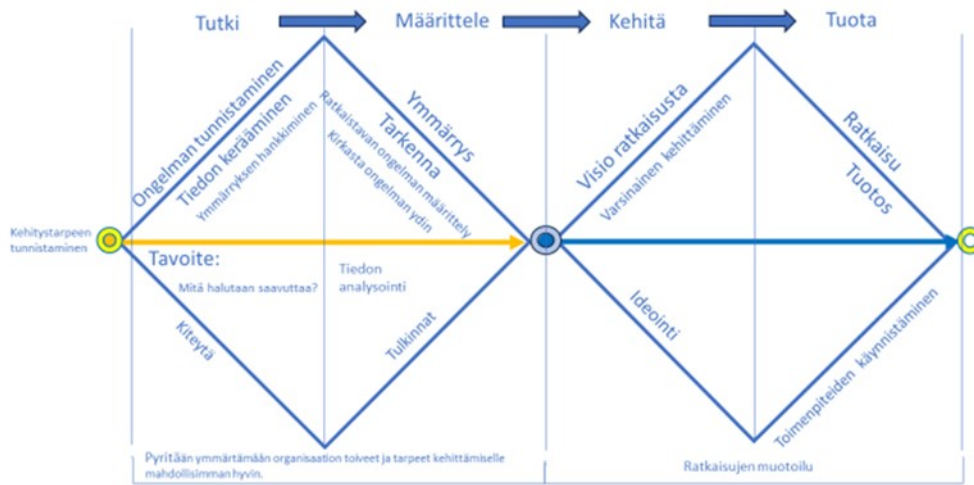 Tutki
Määrittele
Kehitä
Tuota
Ongelman tunnistaminen
Tiedon kerääminen
Ymmärryksen hankkiminen
Ymmärrys
Tarkenna
Ratkaistavan ongelman määrittely
Kirkasta ongelman ydin
Visio ratkaisusta
Varsinainen kehittäminen
Ratkaisu
Tuotos
Kehitystarpeen
tunnistaminen
Tavoite:
Mitä halutaan saavuttaa?
Tiedon
analysointi
Kiteytä
Tulkinnat
Ideointi
Toimenpiteiden käynnistäminen
Pyritään ymmärtämään organisaation toiveet ja tarpeet kehittämiselle
mahdollisimman hyvin.
Ratkaisujen muotoilu